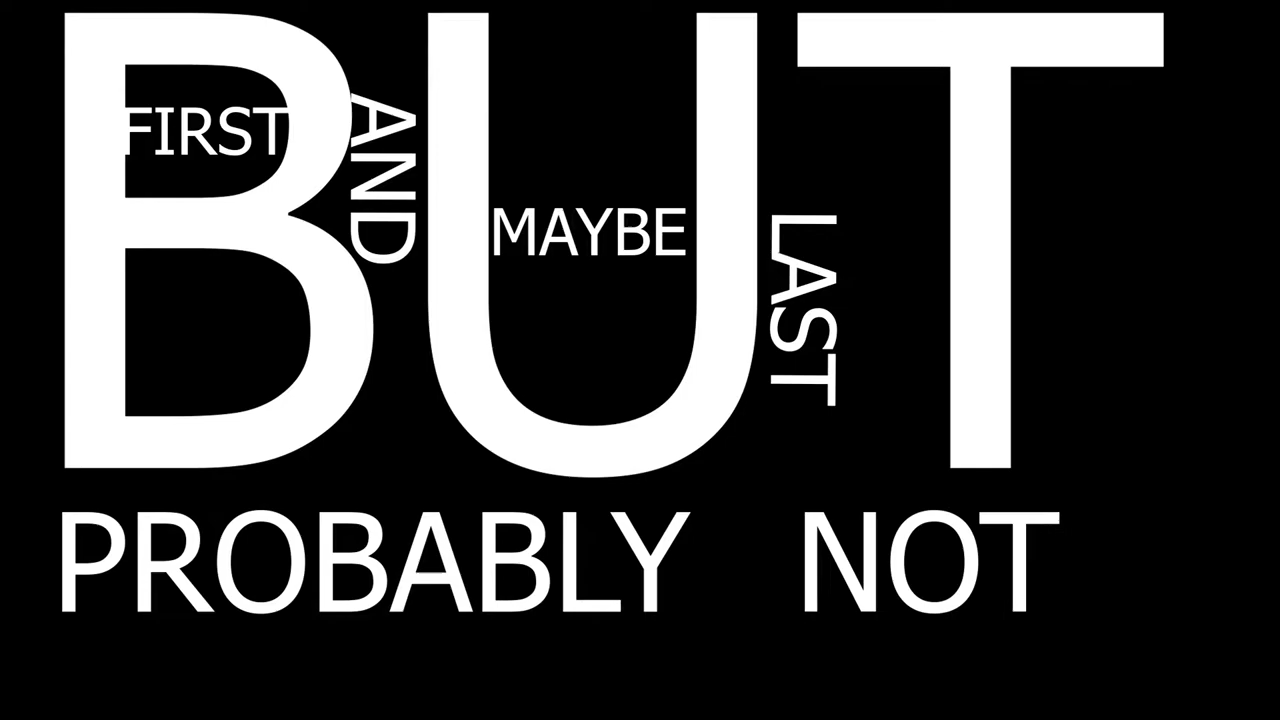 BUT
FIRST
AND
MAYBE
LAST
PROBABLY NOT